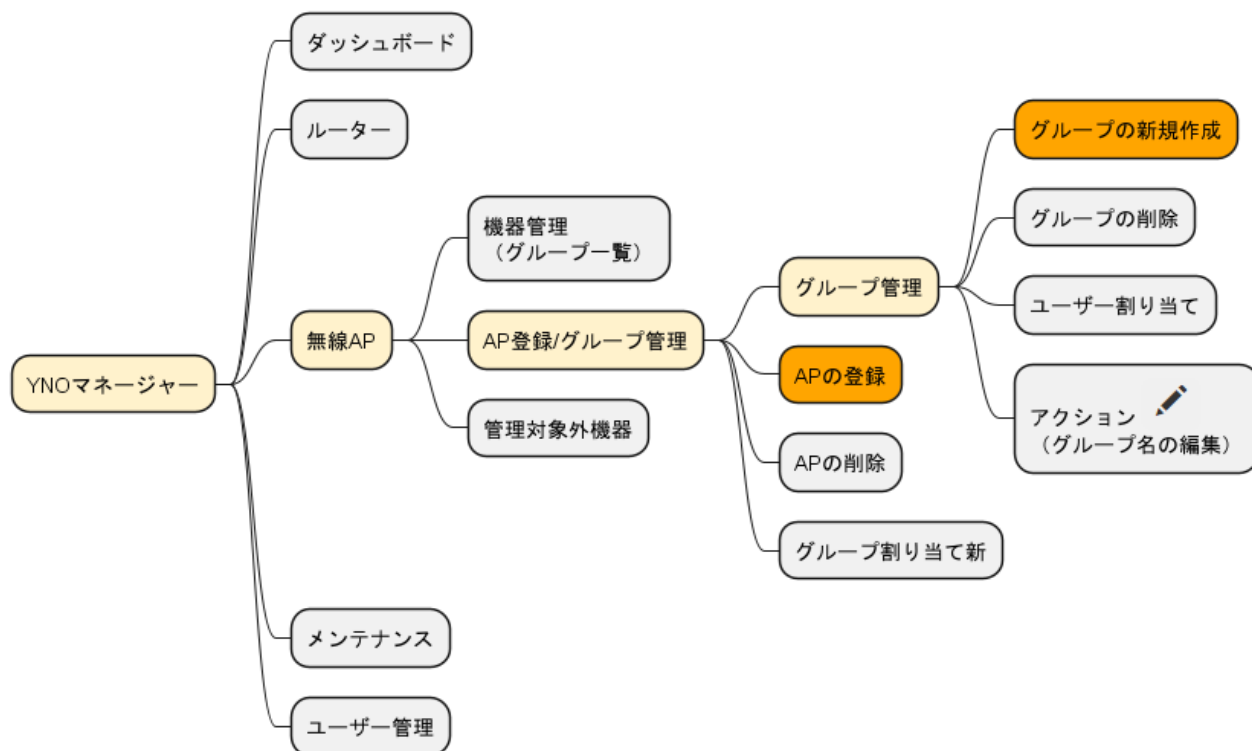 YNOマネージャー
ダッシュボード
ルーター
無線AP
機器管理
（グループ一覧）
AP登録/グループ管理
グループ管理
グループの新規作成
グループの削除
ユーザー割り当て
アクション
（グループ名の編集）
APの登録
APの削除
グループ割り当て新
管理対象外機器
メンテナンス
ユーザー管理